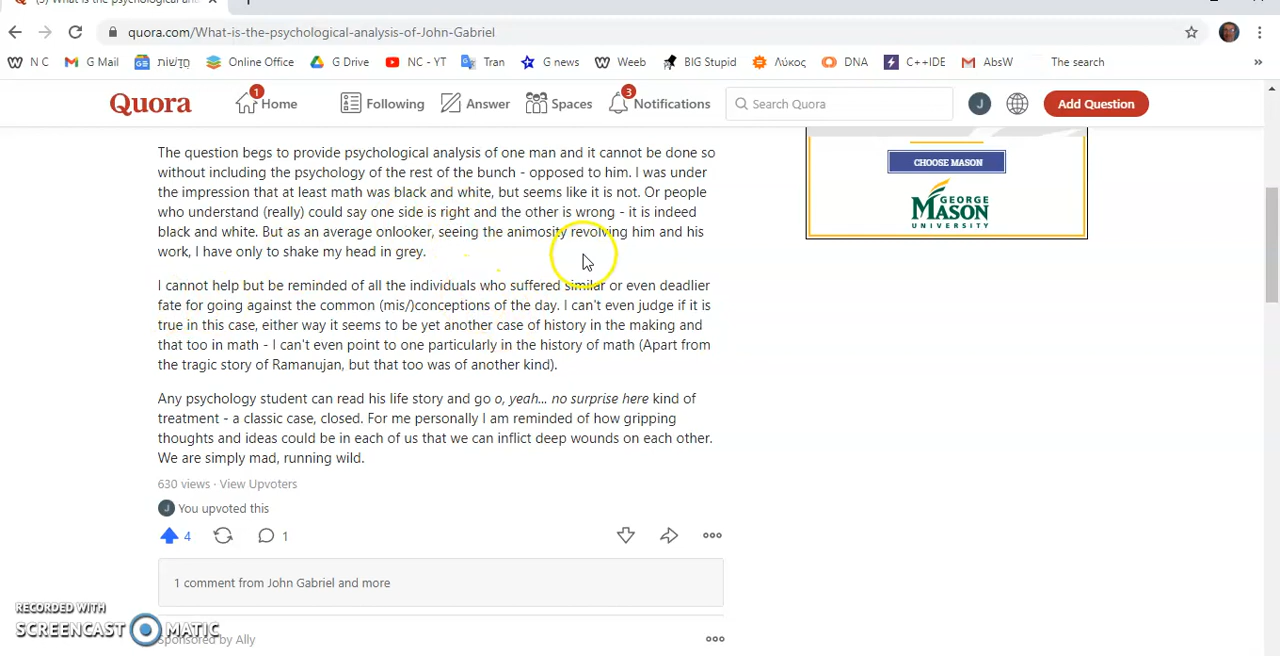 (3) What is the psychological ana
quora.com/What-is-the-psychological-analysis-of-John-Gabriel
N C G Mail חֲדָשׁוֹת Online Office G Drive NC - YT Tran G news Weeb BIG Stupid Λύκος DNA C++IDE AbsW The search »
Quora 1 Home Following Answer Spaces 3 Notifications Search Quora J Add Question
The question begs to provide psychological analysis of one man and it cannot be done so
without including the psychology of the rest of the bunch - opposed to him. I was under
the impression that at least math was black and white, but seems like it is not. Or people
who understand (really) could say one side is right and the other is wrong - it is indeed
black and white. But as an average onlooker, seeing the animosity revolving him and his
work, I have only to shake my head in grey.
I cannot help but be reminded of all the individuals who suffered similar or even deadlier
fate for going against the common (mis/)conceptions of the day. I can't even judge if it is
true in this case, either way it seems to be yet another case of history in the making and
that too in math - I can't even point to one particularly in the history of math (Apart from
the tragic story of Ramanujan, but that too was of another kind).
Any psychology student can read his life story and go o, yeah... no surprise here kind of
treatment - a classic case, closed. For me personally I am reminded of how gripping
thoughts and ideas could be in each of us that we can inflict deep wounds on each other.
We are simply mad, running wild.
630 views · View Upvoters
J You upvoted this
4 1
1 comment from John Gabriel and more
Sponsored by Ally
CHOOSE MASON
GEORGE
MASON
UNIVERSITY
RECORDED WITH
SCREENCAST MATIC